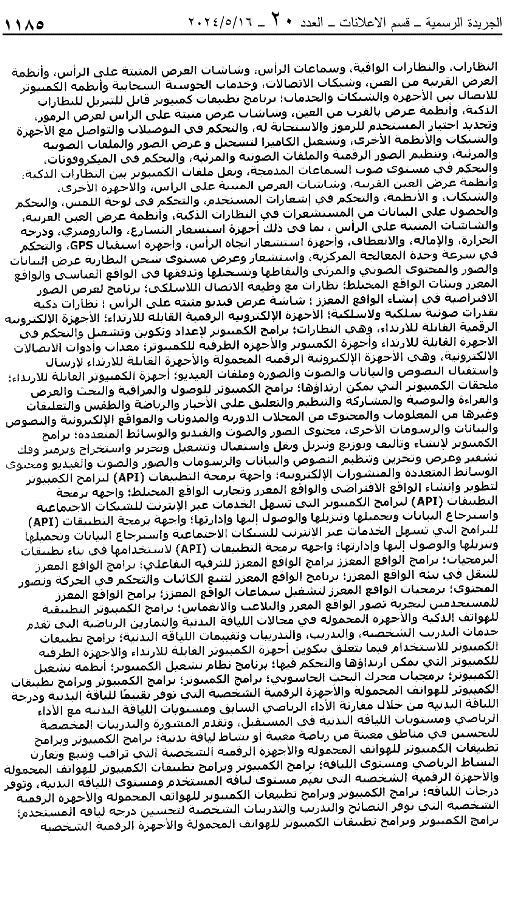 الجريدة الرسمية – قسم الاعلانات – العدد ٢٠ – ٢٠٢٤/٥/١٦ ١١٨٥
النظارات، والنظارات الواقية، وسماعات الرأس، وشاشات العرض المثبتة على الرأس، وأنظمة
العرض القريبة من العين، وشبكات الاتصالات، وخدمات الحوسبة السحابية وأنظمة الكمبيوتر
للاتصال بين الأجهزة والشبكات والخدمات؛ برنامج تطبيقات كمبيوتر قابل للتنزيل للنظارات
الذكية، وأنظمة عرض بالقرب من العين، وشاشات عرض مثبتة على الرأس لعرض الرموز،
وتحديد اختيار المستخدم للرموز والاستجابة له، والتحكم في التوصيلات والتواصل مع الأجهزة
والشبكات والأنظمة الأخرى، وتشغيل الكاميرا لتسجيل و عرض الصور والملفات الصوتية
والمرئية، وتنظيم الصور الرقمية والملفات الصوتية والمرئية، والتحكم في الميكروفونات،
والتحكم في مستوى صوت السماعات المدمجة، ونقل ملفات الكمبيوتر بين النظارات الذكية،
وأنظمة عرض العين القريبة، وشاشات العرض المثبتة على الرأس، والاجهزة الأخرى،
والشبكات، و الأنظمة، والتحكم في إشعارات المستخدم، والتحكم في لوحة اللمس، والتحكم
والحصول على البيانات من المستشعرات في النظارات الذكية، وأنظمة عرض العين القريبة،
والشاشات المثبتة على الرأس ، بما في ذلك أجهزة استشعار التسارع، والبارومتري، ودرجة
الحرارة، والإمالة، والانعطاف، وأجهزة استشعار اتجاه الرأس، وأجهزة استقبال GPS، والتحكم
في سرعة وحدة المعالجة المركزية، واستشعار وعرض مستوى شحن البطارية عرض البيانات
والصور والمحتوى الصوتي والمرئي والتقاطها وتسجيلها وتدفقها في الواقع القياسي والواقع
المعزز وبيئات الواقع المختلط؛ نظارات مع وظيفة الاتصال اللاسلكي؛ برنامج لعرض الصور
الافتراضية في إنشاء الواقع المعزز ؛ شاشة عرض فيديو مثبتة على الرأس ؛ نظارات ذكية
بقدرات صوتية سلكية ولاسلكية؛ الأجهزة الإلكترونية الرقمية القابلة للارتداء؛ الأجهزة الإلكترونية
الرقمية القابلة للارتداء، وهي النظارات؛ برامج الكمبيوتر لإعداد وتكوين وتشغيل والتحكم في
الاجهزة القابلة للارتداء وأجهزة الكمبيوتر والأجهزة الطرفية للكمبيوتر؛ معدات وأدوات الاتصالات
الإلكترونية، وهي الأجهزة الإلكترونية الرقمية المحمولة والأجهزة القابلة للارتداء لإرسال
واستقبال النصوص والبيانات والصوت والصورة وملفات الفيديو؛ أجهزة الكمبيوتر القابلة للارتداء؛
ملحقات الكمبيوتر التي يمكن ارتداؤها؛ برامج الكمبيوتر للوصول والمراقبة والبحث والعرض
والقراءة والتوصية والمشاركة والتنظيم والتعليق على الأخبار والرياضة والطقس والتعليقات
وغيرها من المعلومات والمحتوى من المجلات الدورية والمدونات والمواقع الإلكترونية والنصوص
والبيانات والرسومات الأخرى، محتوى الصور والصوت والفيديو والوسائط المتعددة؛ برامج
الكمبيوتر لإنشاء وتأليف وتوزيع وتنزيل ونقل واستقبال وتشغيل وتحرير واستخراج وترميز وفك
تشفير وعرض وتخزين وتنظيم النصوص والبيانات والرسومات والصور والصوت والفيديو ومحتوى
الوسائط المتعددة والمنشورات الإلكترونية؛ واجهة برمجة التطبيقات (API) لبرامج الكمبيوتر
لتطوير وإنشاء الواقع الافتراضي والواقع المعزز وتجارب الواقع المختلط؛ واجهة برمجة
التطبيقات (API) لبرامج الكمبيوتر التي تسهل الخدمات عبر الإنترنت للشبكات الاجتماعية
واسترجاع البيانات وتحميلها وتنزيلها والوصول إليها وإدارتها؛ واجهة برمجة التطبيقات (API)
للبرامج التي تسهل الخدمات عبر الانترنت للشبكات الاجتماعية واسترجاع البيانات وتحميلها
وتنزيلها والوصول إليها وإدارتها؛ واجهة برمجة التطبيقات (API) لاستخدامها في بناء تطبيقات
البرمجيات؛ برامج الواقع المعزز برامج الواقع المعزز للترفيه التفاعلي؛ برامج الواقع المعزز
للتنقل في بيئة الواقع المعزز؛ برنامج الواقع المعزز لتتبع الكائنات والتحكم في الحركة وتصور
المحتوى؛ برمجيات الواقع المعزز لتشغيل سماعات الواقع المعزز؛ برامج الواقع المعزز
للمستخدمين لتجربة تصور الواقع المعزز والتلاعب والانغماس؛ برامج الكمبيوتر التطبيقية
للهواتف الذكية والأجهزة المحمولة في مجالات اللياقة البدنية والتمارين الرياضية التي تقدم
خدمات التدريب الشخصية، والتدريب، والتدريبات وتقييمات اللياقة البدنية؛ برامج تطبيقات
الكمبيوتر للاستخدام فيما يتعلق بتكوين أجهزة الكمبيوتر القابلة للارتداء والاجهزة الطرفية
للكمبيوتر التي يمكن ارتداؤها والتحكم فيها؛ برنامج نظام تشغيل الكمبيوتر؛ أنظمة تشغيل
الكمبيوتر؛ برمجيات محرك البحث الحاسوبي؛ برامج الكمبيوتر؛ برامج الكمبيوتر وبرامج تطبيقات
الكمبيوتر للهواتف المحمولة والأجهزة الرقمية الشخصية التي توفر تقييمًا للياقة البدنية ودرجة
اللياقة البدنية من خلال مقارنة الأداء الرياضي السابق ومستويات اللياقة البدنية مع الأداء
الرياضي ومستويات اللياقة البدنية في المستقبل، وتقدم المشورة والتدريبات المخصصة
للتحسين في مناطق معينة من رياضة معينة أو نشاط لياقة بدنية؛ برامج الكمبيوتر وبرامج
تطبيقات الكمبيوتر للهواتف المحمولة والأجهزة الرقمية الشخصية التي تراقب وتتبع وتقارن
النشاط الرياضي ومستوى اللياقة؛ برامج الكمبيوتر وبرامج تطبيقات الكمبيوتر للهواتف المحمولة
والأجهزة الرقمية الشخصية التي تقيم مستوى لياقة المستخدم ومستوى اللياقة البدنية، وتوفر
درجات اللياقة؛ برامج الكمبيوتر وبرامج تطبيقات الكمبيوتر للهواتف المحمولة والأجهزة الرقمية
الشخصية التي توفر النصائح والتدريب والتدريبات الشخصية لتحسين درجة لياقة المستخدم؛
برامج الكمبيوتر وبرامج تطبيقات الكمبيوتر للهواتف المحمولة والأجهزة الرقمية الشخصية